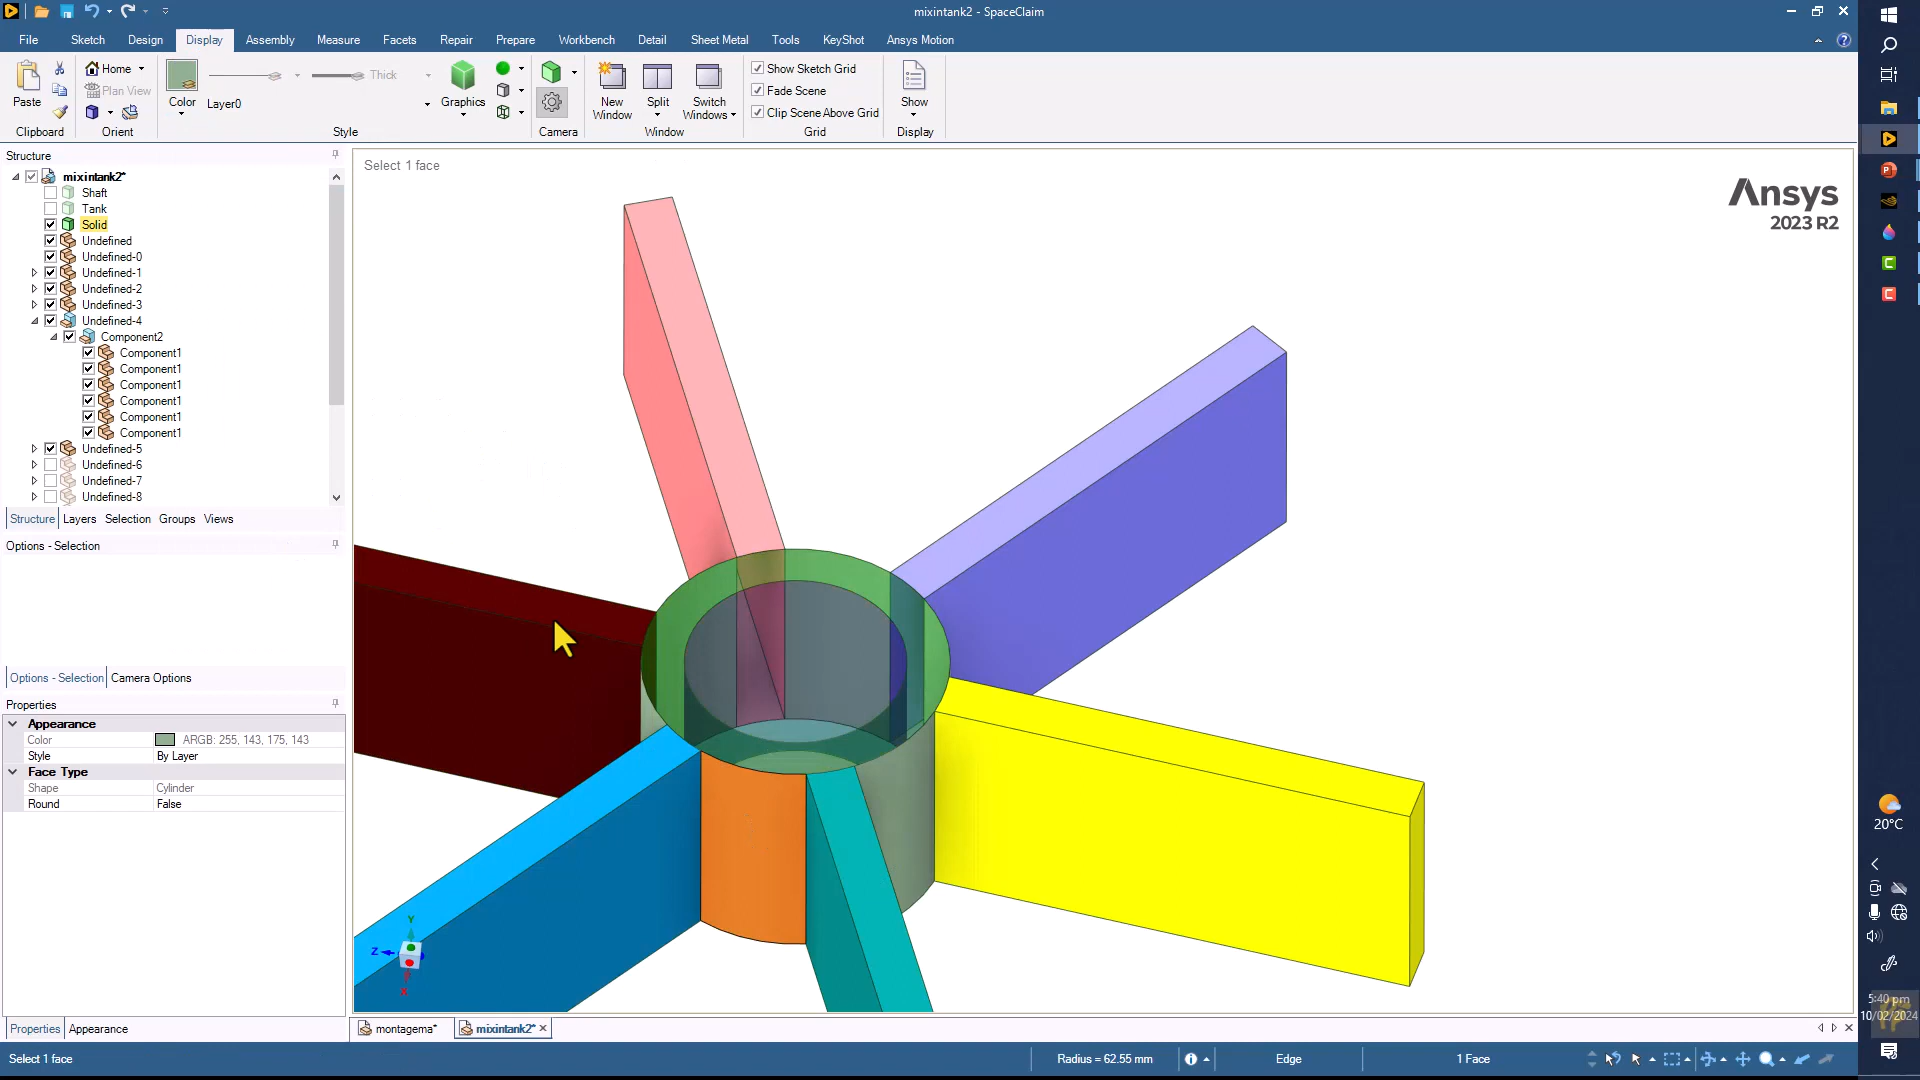 mixintank2 - SpaceClaim
File Sketch Design Display Assembly Measure Facets Repair Prepare Workbench Detail Sheet Metal Tools KeyShot Ansys Motion
Paste
Clipboard
Home
Plan View
Orient
Color
Layer0
Thick
Style
Graphics
Camera
New Window
Split
Switch Windows
Window
Show Sketch Grid
Fade Scene
Clip Scene Above Grid
Grid
Show
Display
Structure
mixintank2*
Shaft
Tank
Solid
Undefined
Undefined-0
Undefined-1
Undefined-2
Undefined-3
Undefined-4
Component2
Component1
Component1
Component1
Component1
Component1
Component1
Undefined-5
Undefined-6
Undefined-7
Undefined-8
Structure Layers Selection Groups Views
Options - Selection
Options - Selection Camera Options
Properties
Appearance
Color ARGB: 255, 143, 175, 143
Style By Layer
Face Type
Shape Cylinder
Round False
Properties Appearance
Select 1 face
Ansys
2023 R2
Y
Z
X
montagema* mixintank2*
Select 1 face
Radius = 62.55 mm
Edge
1 Face
20°C
5:40 pm
10/02/2024